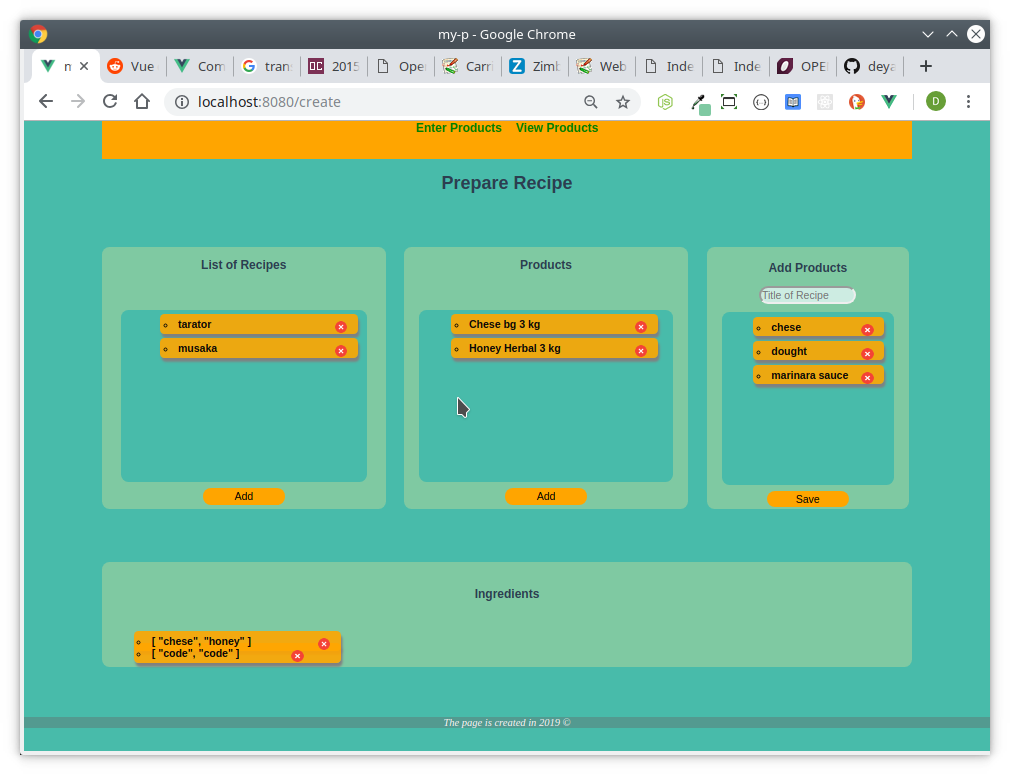 my-p - Google Chrome
n
Vue
Com
tran
DC 2015
Ope
Carr
Z Zimb
Web
Inde
Inde
OPE
deya
localhost:8080/create
D
Enter Products View Products
Prepare Recipe
List of Recipes
tarator
musaka
Add
Products
Chese bg 3 kg
Honey Herbal 3 kg
Add
Add Products
Title of Recipe
chese
dought
marinara sauce
Save
Ingredients
[ "chese", "honey" ]
[ "code", "code" ]
The page is created in 2019 ©